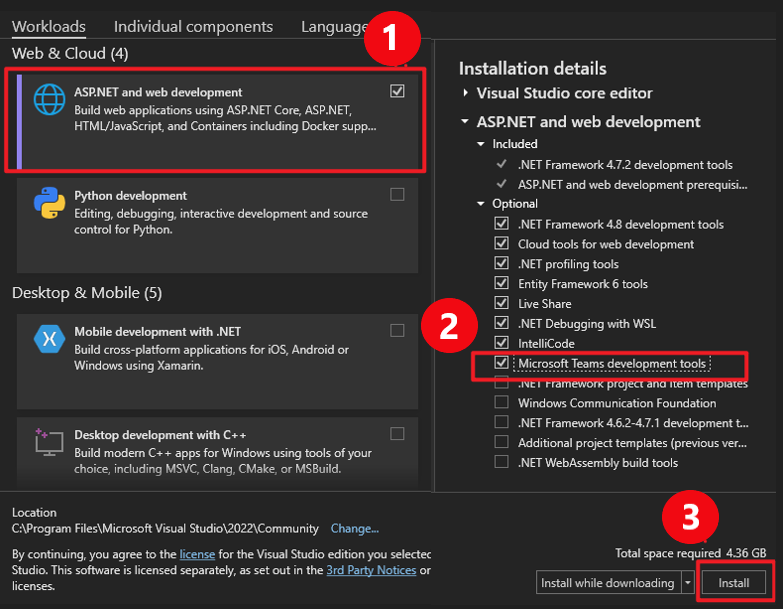 Workloads Individual components Language
1
Web & Cloud (4)
ASP.NET and web development
Build web applications using ASP.NET Core, ASP.NET,
HTML/JavaScript, and Containers including Docker supp...
Python development
Editing, debugging, interactive development and source
control for Python.
Desktop & Mobile (5)
Mobile development with .NET
Build cross-platform applications for iOS, Android or
Windows using Xamarin.
Desktop development with C++
Build modern C++ apps for Windows using tools of your
choice, including MSVC, Clang, CMake, or MSBuild.
Installation details
Visual Studio core editor
ASP.NET and web development
Included
.NET Framework 4.7.2 development tools
ASP.NET and web development prerequisi...
Optional
.NET Framework 4.8 development tools
Cloud tools for web development
.NET profiling tools
Entity Framework 6 tools
Live Share
.NET Debugging with WSL
IntelliCode
2
Microsoft Teams development tools
.NET Framework project and item templates
Windows Communication Foundation
.NET Framework 4.6.2-4.7.1 development t...
Additional project templates (previous ver...
.NET WebAssembly build tools
Location
C:\Program Files\Microsoft Visual Studio\2022\Community Change...
By continuing, you agree to the license for the Visual Studio edition you selected
Studio. This software is licensed separately, as set out in the 3rd Party Notices or
licenses.
3
Total space required 4.36 GB
Install while downloading
Install